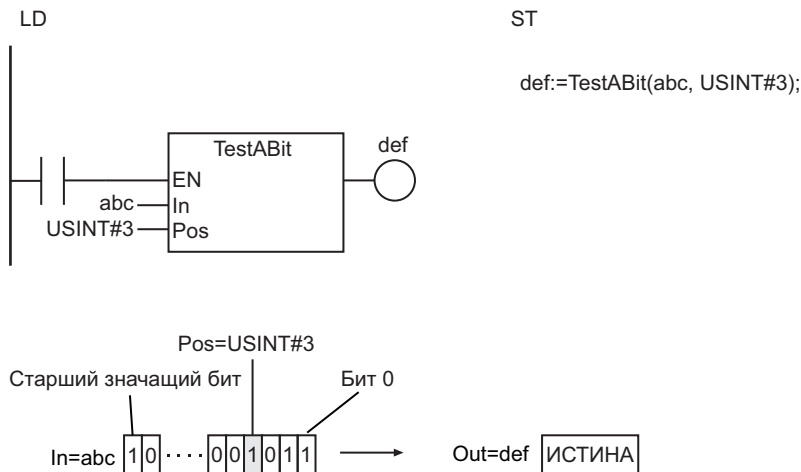 LD
ST
def:=TestABit(abc, USINT#3);
TestABit
def
EN
abc
In
USINT#3
Pos
Pos=USINT#3
Старший значащий бит
Бит 0
In=abc 1 0 ···· 0 0 1 0 1 1
Out=def ИСТИНА